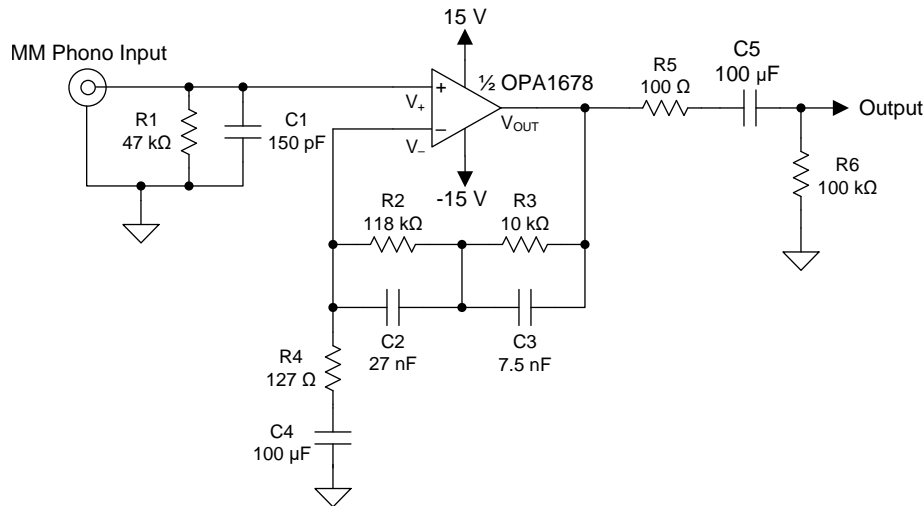 15 V
MM Phono Input
C5
100 µF
R5
100 Ω
½ OPA1678
+
V+
R1
47 kΩ
C1
150 pF
–
V–
VOUT
Output
-15 V
R6
100 kΩ
R2
118 kΩ
R3
10 kΩ
C2
27 nF
C3
7.5 nF
R4
127 Ω
C4
100 µF